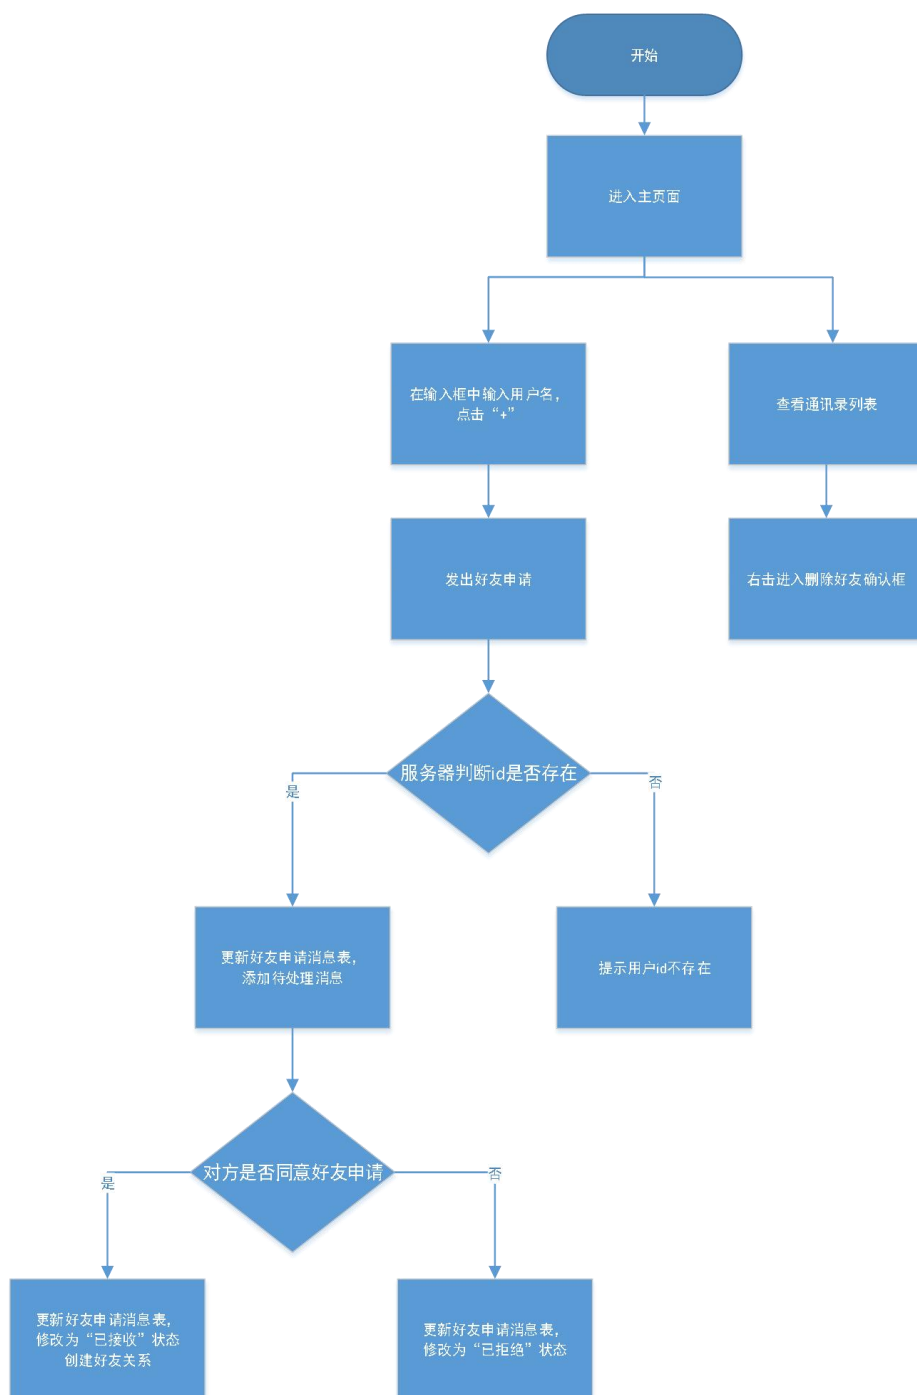 开始
进入主页面
在输入框中输入用户名，
点击“+”
查看通讯录列表
发出好友申请
右击进入删除好友确认框
服务器判断id是否存在
是
否
更新好友申请消息表，
添加待处理消息
提示用户id不存在
对方是否同意好友申请
是
否
更新好友申请消息表，
修改为“已接收”状态
创建好友关系
更新好友申请消息表，
修改为“已拒绝”状态